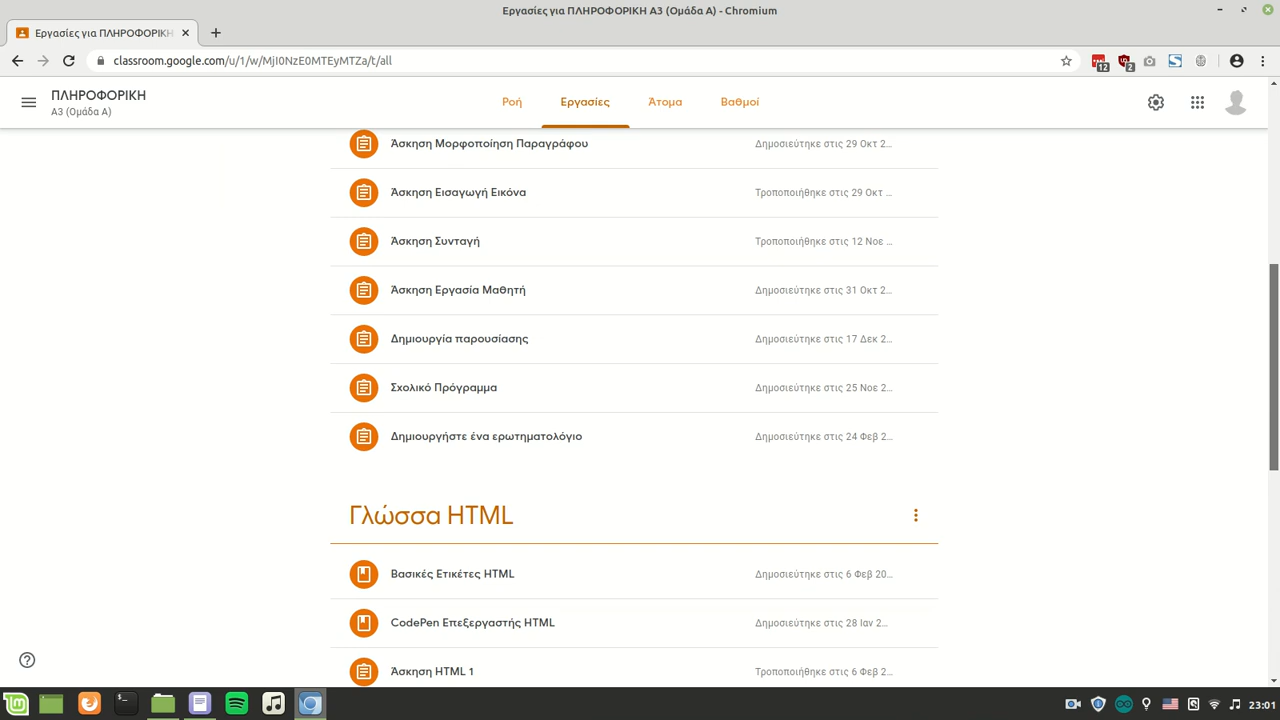 Εργασίες για ΠΛΗΡΟΦΟΡΙΚΗ Α3 (Ομάδα Α) - Chromium
Εργασίες για ΠΛΗΡΟΦΟΡΙΚΗ
classroom.google.com/u/1/w/MjI0NzE0MTEyMTZa/t/all
12
2
ΠΛΗΡΟΦΟΡΙΚΗ
Α3 (Ομάδα Α)
Ροή
Εργασίες
Άτομα
Βαθμοί
Άσκηση Μορφοποίηση Παραγράφου Δημοσιεύτηκε στις 29 Οκτ 2…
Άσκηση Εισαγωγή Εικόνα Τροποποιήθηκε στις 29 Οκτ …
Άσκηση Συνταγή Τροποποιήθηκε στις 12 Νοε …
Άσκηση Εργασία Μαθητή Δημοσιεύτηκε στις 31 Οκτ 2…
Δημιουργία παρουσίασης Δημοσιεύτηκε στις 17 Δεκ 2…
Σχολικό Πρόγραμμα Δημοσιεύτηκε στις 25 Νοε 2…
Δημιουργήστε ένα ερωτηματολόγιο Δημοσιεύτηκε στις 24 Φεβ 2…
Γλώσσα HTML
Βασικές Ετικέτες HTML Δημοσιεύτηκε στις 6 Φεβ 20…
CodePen Επεξεργαστής HTML Δημοσιεύτηκε στις 28 Ιαν 2…
Άσκηση HTML 1 Τροποποιήθηκε στις 6 Φεβ 2…
23:01